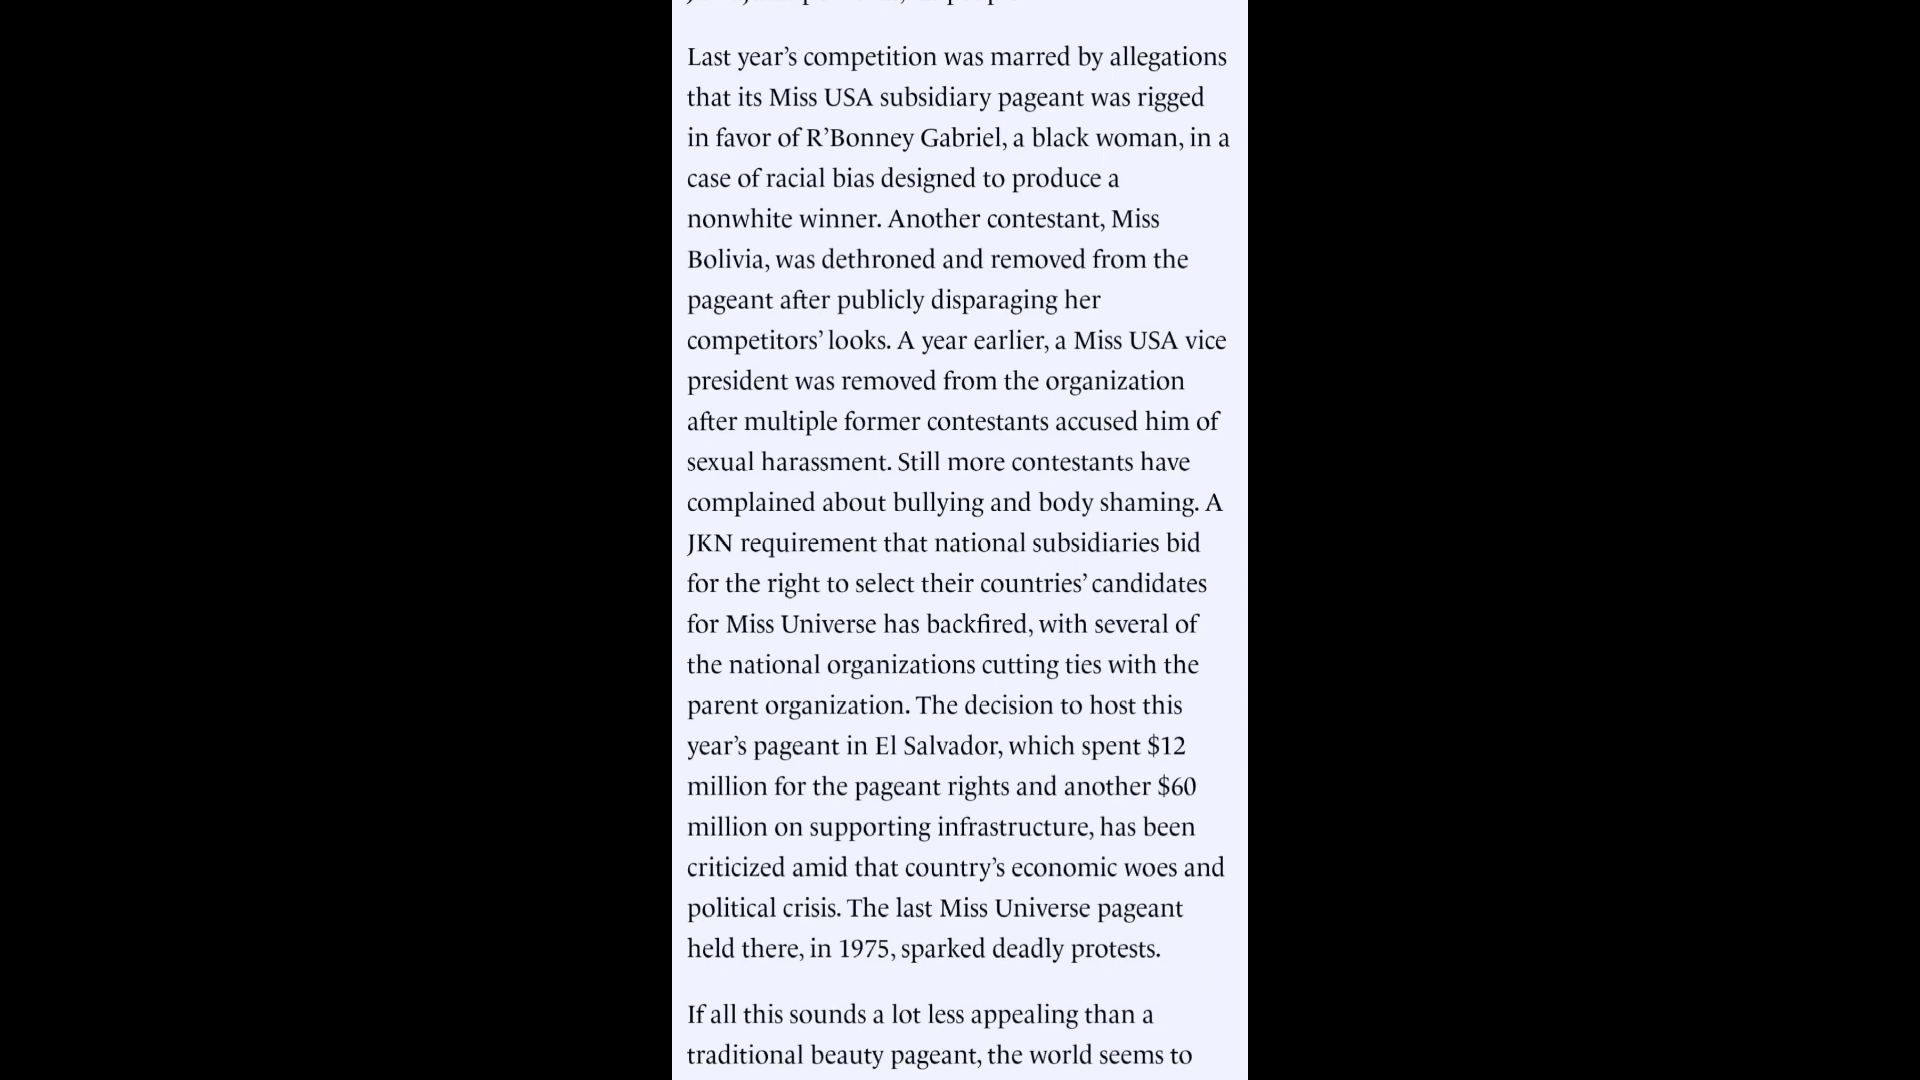 Last year’s competition was marred by allegations
that its Miss USA subsidiary pageant was rigged
in favor of R’Bonney Gabriel, a black woman, in a
case of racial bias designed to produce a
nonwhite winner. Another contestant, Miss
Bolivia, was dethroned and removed from the
pageant after publicly disparaging her
competitors’ looks. A year earlier, a Miss USA vice
president was removed from the organization
after multiple former contestants accused him of
sexual harassment. Still more contestants have
complained about bullying and body shaming. A
JKN requirement that national subsidiaries bid
for the right to select their countries’ candidates
for Miss Universe has backfired, with several of
the national organizations cutting ties with the
parent organization. The decision to host this
year’s pageant in El Salvador, which spent $12
million for the pageant rights and another $60
million on supporting infrastructure, has been
criticized amid that country’s economic woes and
political crisis. The last Miss Universe pageant
held there, in 1975, sparked deadly protests.
If all this sounds a lot less appealing than a
traditional beauty pageant, the world seems to